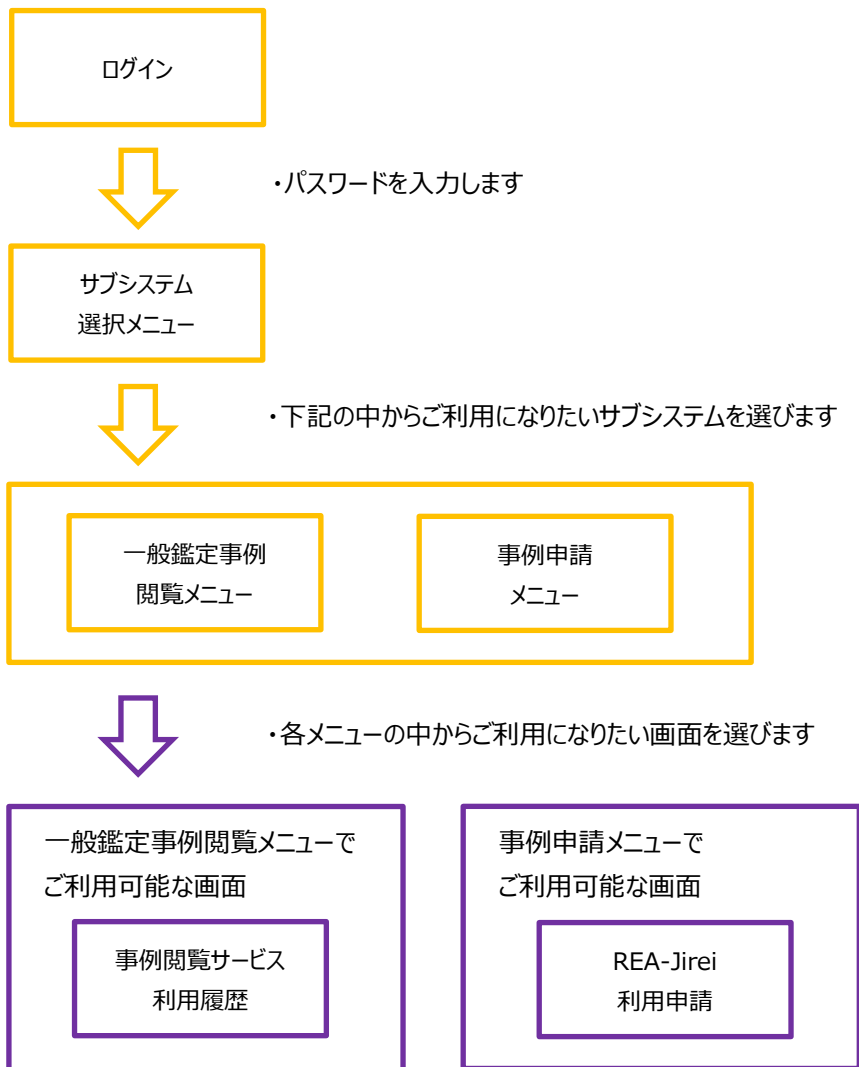 ログイン
・パスワードを入力します
サブシステム
選択メニュー
・下記の中からご利用になりたいサブシステムを選びます
一般鑑定事例
閲覧メニュー
事例申請
メニュー
・各メニューの中からご利用になりたい画面を選びます
一般鑑定事例閲覧メニューで
ご利用可能な画面
事例閲覧サービス
利用履歴
事例申請メニューで
ご利用可能な画面
REA-Jirei
利用申請